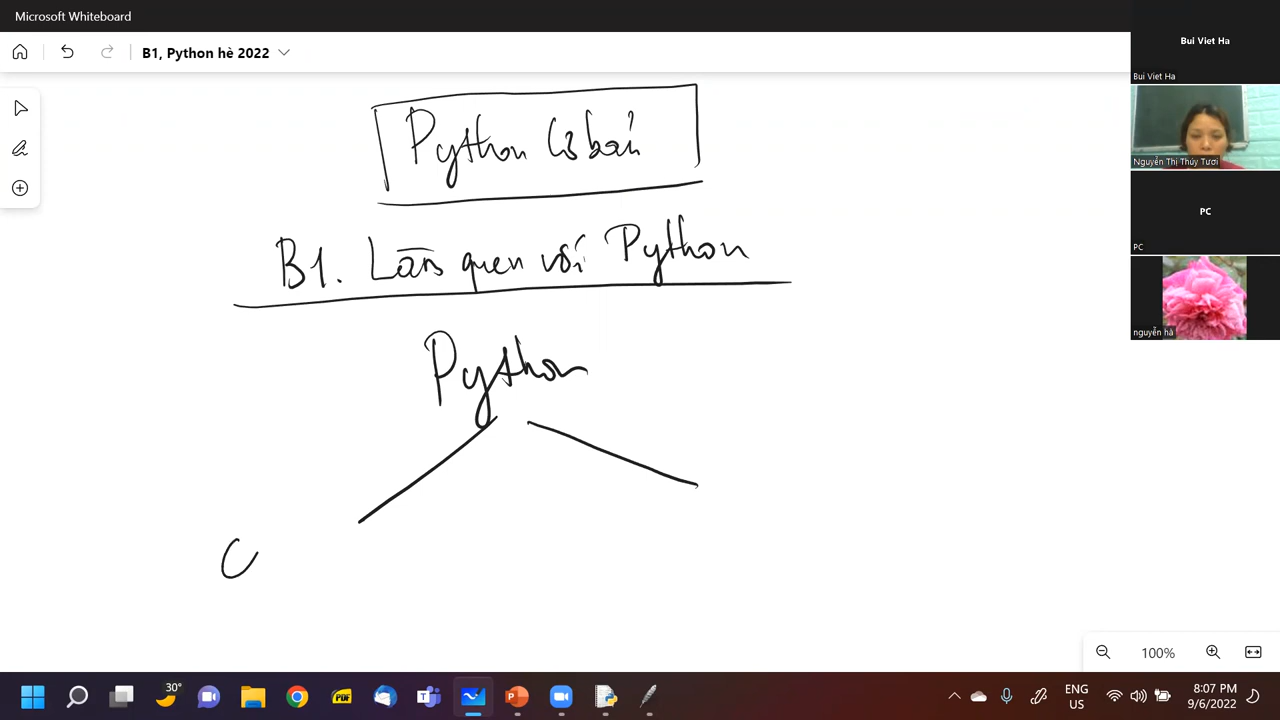 Microsoft Whiteboard
B1, Python hè 2022
Python Cơ bản
B1. Làm quen với Python
Python
C
Bui Viet Ha
Bui Viet Ha
Nguyễn Thị Thúy Tươi
PC
PC
nguyễn hà
100%
30°
PDF
ENG
US
8:07 PM
9/6/2022